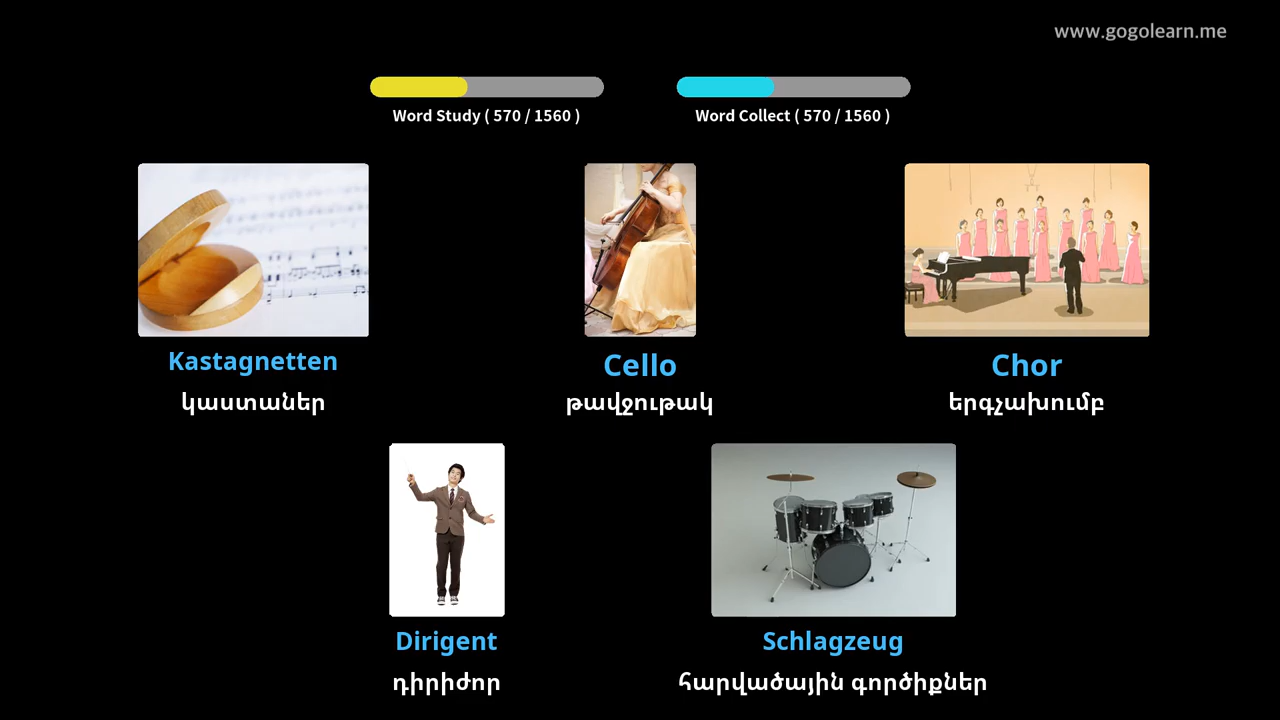 www.gogolearn.me
Word Study ( 570 / 1560 )
Word Collect ( 570 / 1560 )
Kastagnetten
Cello
Chor
կաստաներ
թավջութակ
երգչախումբ
Dirigent
Schlagzeug
դիրիժոր
հարվածային գործիքներ